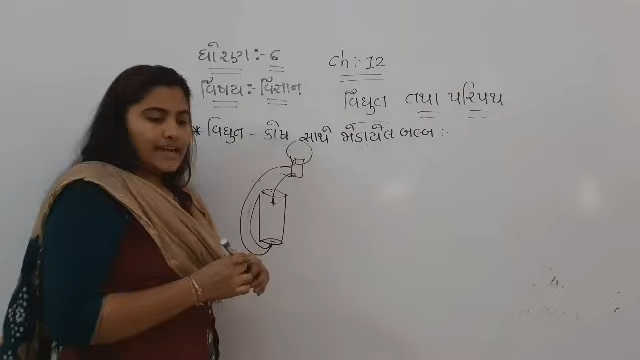 ધોરણ:- 6
ch:- 12
વિષય:- વિજ્ઞાન
વિધુત તથા પરિપથ
* વિધુત - કોષ સાથે જોડાયેલ બલ્બ :-